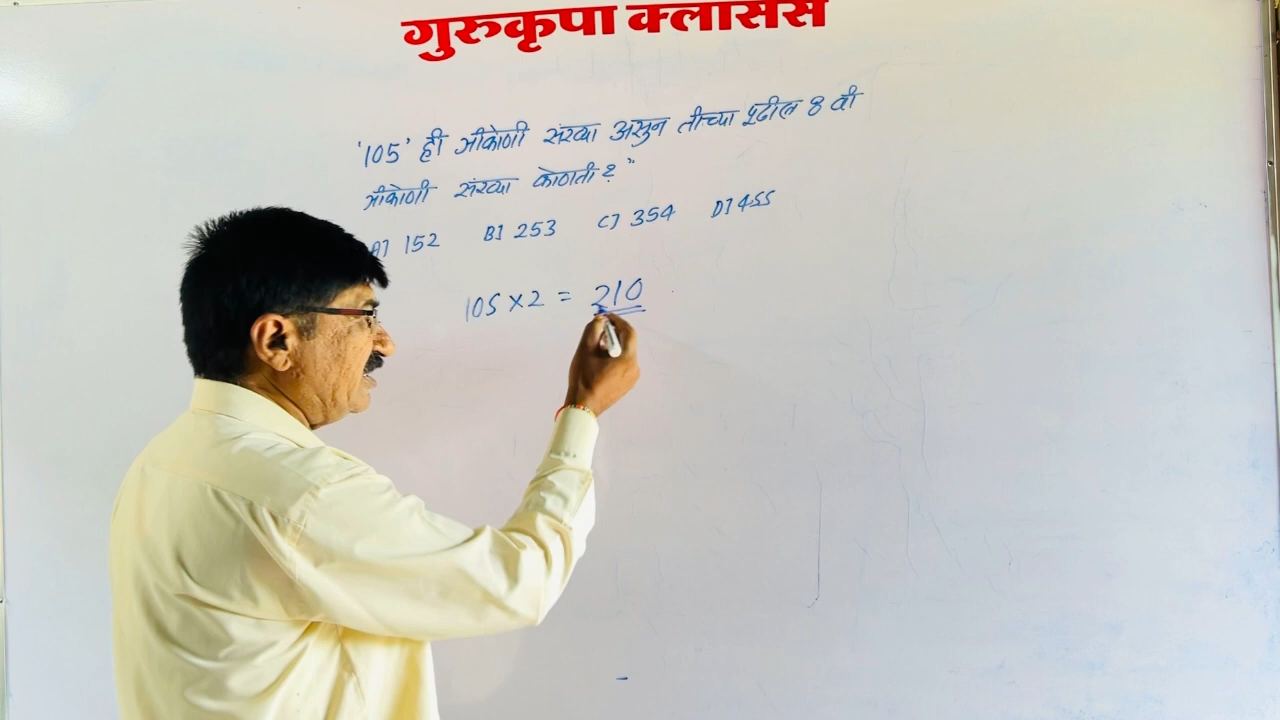 गुरुकृपा क्लासेस
'105' ही त्रीकोणी संख्या असुन तीच्या पूढील 8 वी
त्रीकोणी संख्या कोणती ? "
A] 152 B] 253 C] 354 D] 455
105 × 2 = 210